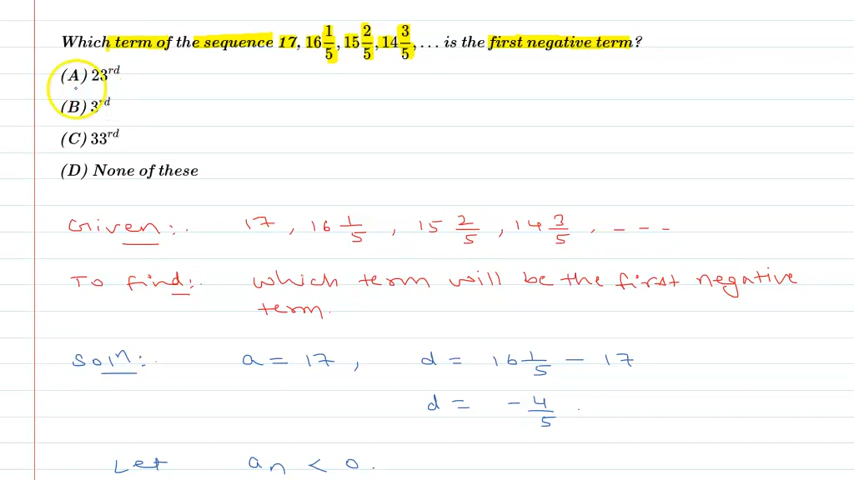 Which term of the sequence 17, 16 1/5, 15 2/5, 14 3/5, ... is the first negative term?
(A) 23rd
(B) 3rd
(C) 33rd
(D) None of these
Given:. 17, 16 1/5, 15 2/5, 14 3/5, - - -
To find:. Which term will be the first negative
term.
Soln:. a = 17, d = 16 1/5 - 17
d = - 4/5.
Let an < 0.